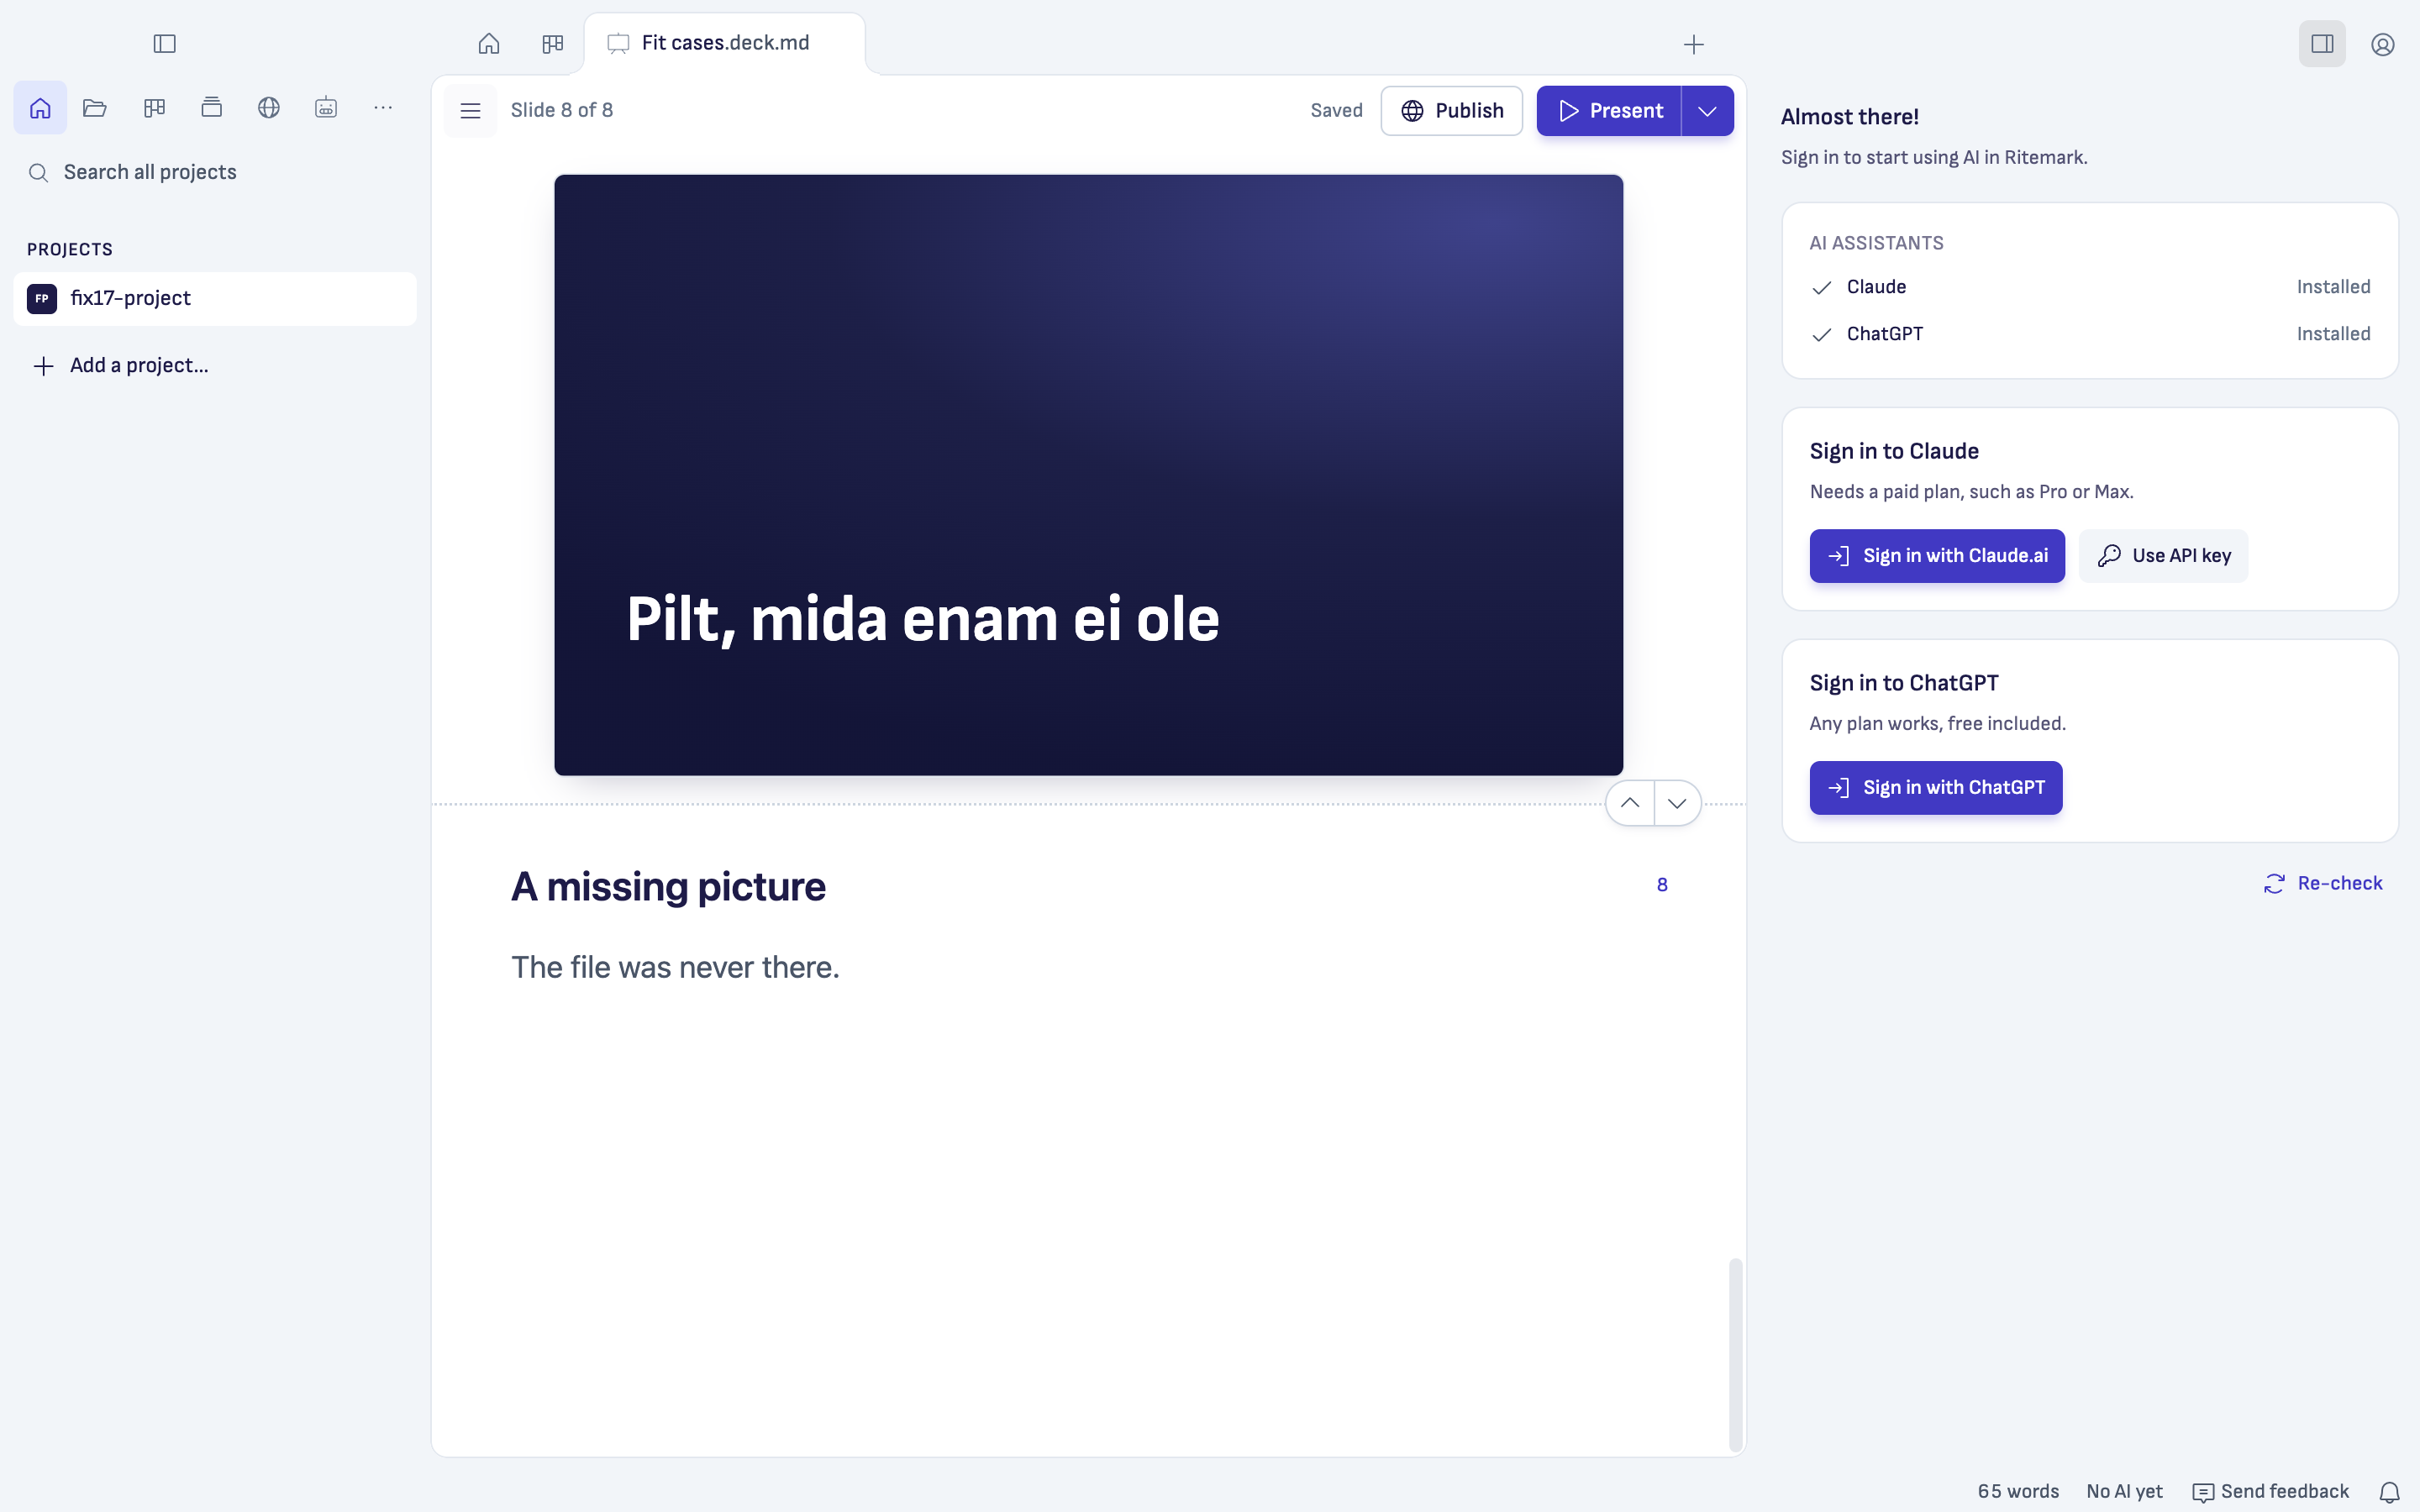 Fit cases.deck.md
Search all projects
PROJECTS
FP
fix17-project
Add a project...
Slide 8 of 8
Saved
Publish
Present
Pilt, mida enam ei ole
A missing picture
8
The file was never there.
Almost there!
Sign in to start using AI in Ritemark.
AI ASSISTANTS
Claude
Installed
ChatGPT
Installed
Sign in to Claude
Needs a paid plan, such as Pro or Max.
Sign in with Claude.ai
Use API key
Sign in to ChatGPT
Any plan works, free included.
Sign in with ChatGPT
Re-check
65 words
No AI yet
Send feedback